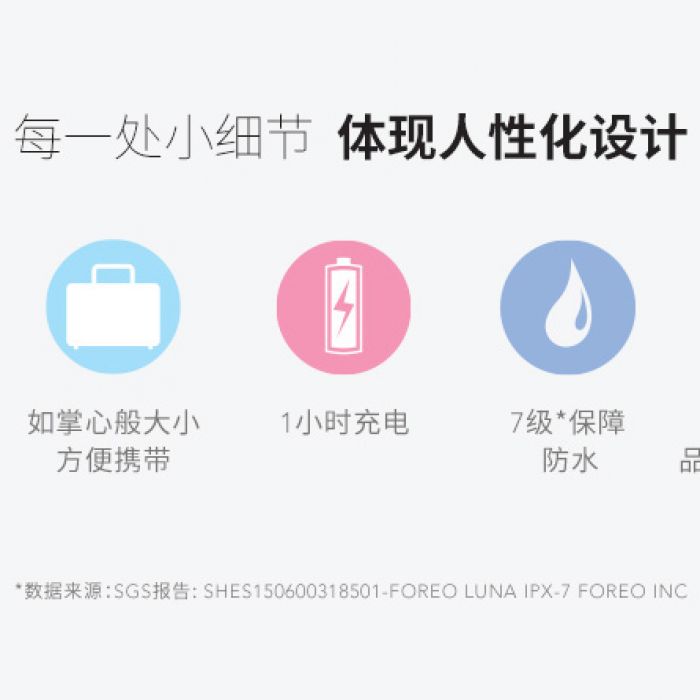 每一处小细节 体现人性化设计
如掌心般大小
方便携带
1小时充电
7级*保障
防水
品
*数据来源:SGS报告: SHES150600318501-FOREO LUNA IPX-7 FOREO INC